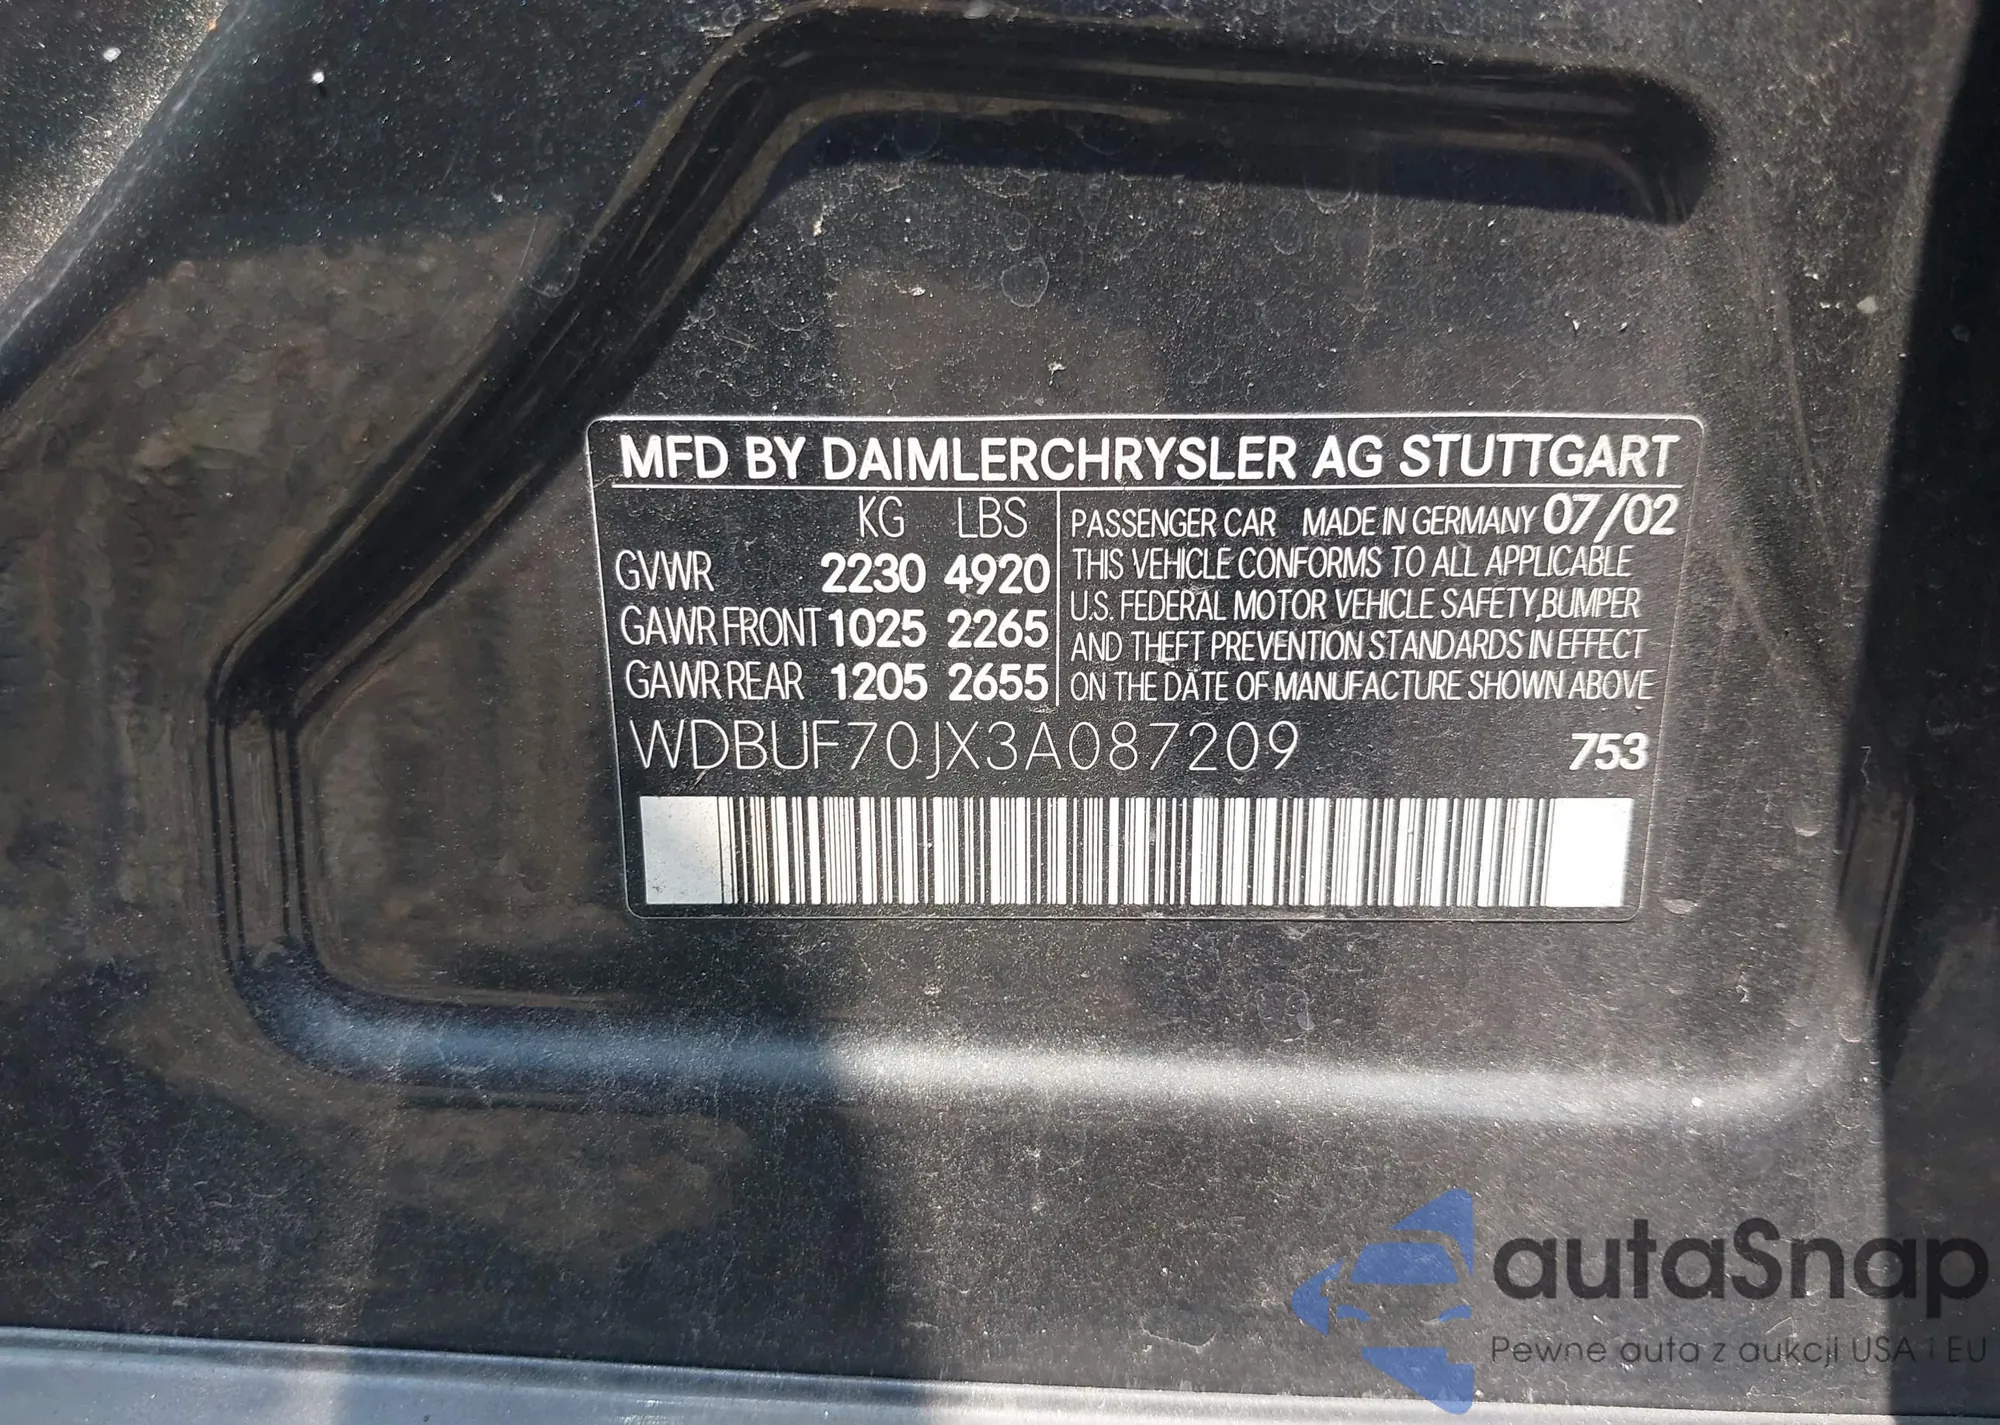 MFD BY DAIMLERCHRYSLER AG STUTTGART
KG LBS
GVWR 2230 4920
GAWR FRONT 1025 2265
GAWR REAR 1205 2655
PASSENGER CAR MADE IN GERMANY 07/02
THIS VEHICLE CONFORMS TO ALL APPLICABLE
U.S. FEDERAL MOTOR VEHICLE SAFETY,BUMPER
AND THEFT PREVENTION STANDARDS IN EFFECT
ON THE DATE OF MANUFACTURE SHOWN ABOVE
WDBUF70JX3A087209 753
autaSnap
Pewne auta z aukcji USA i EU